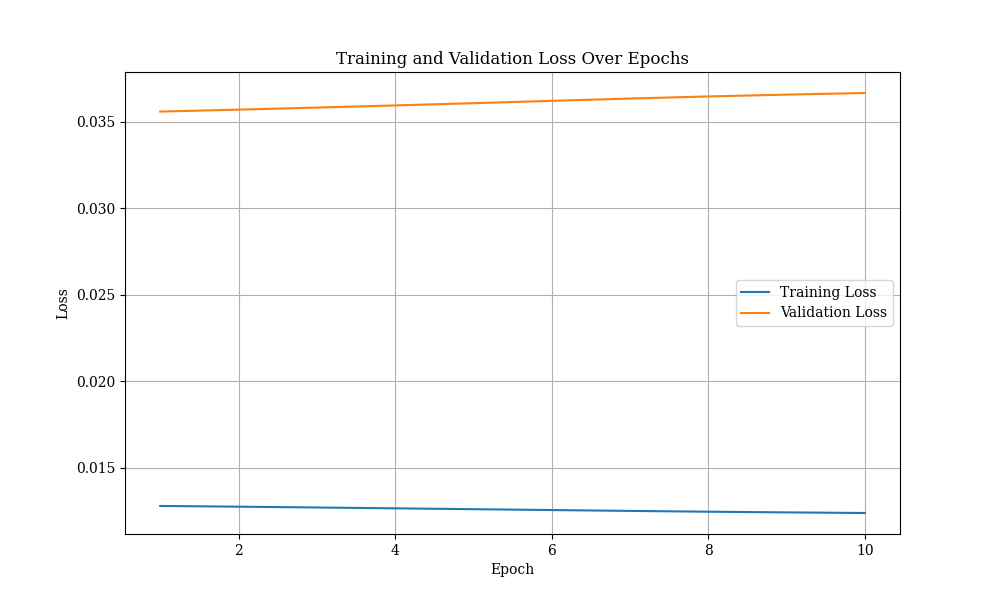 Training and Validation Loss Over Epochs
0.035
0.030
0.025
0.020
0.015
Loss
Training Loss
Validation Loss
2 4 6 8 10
Epoch